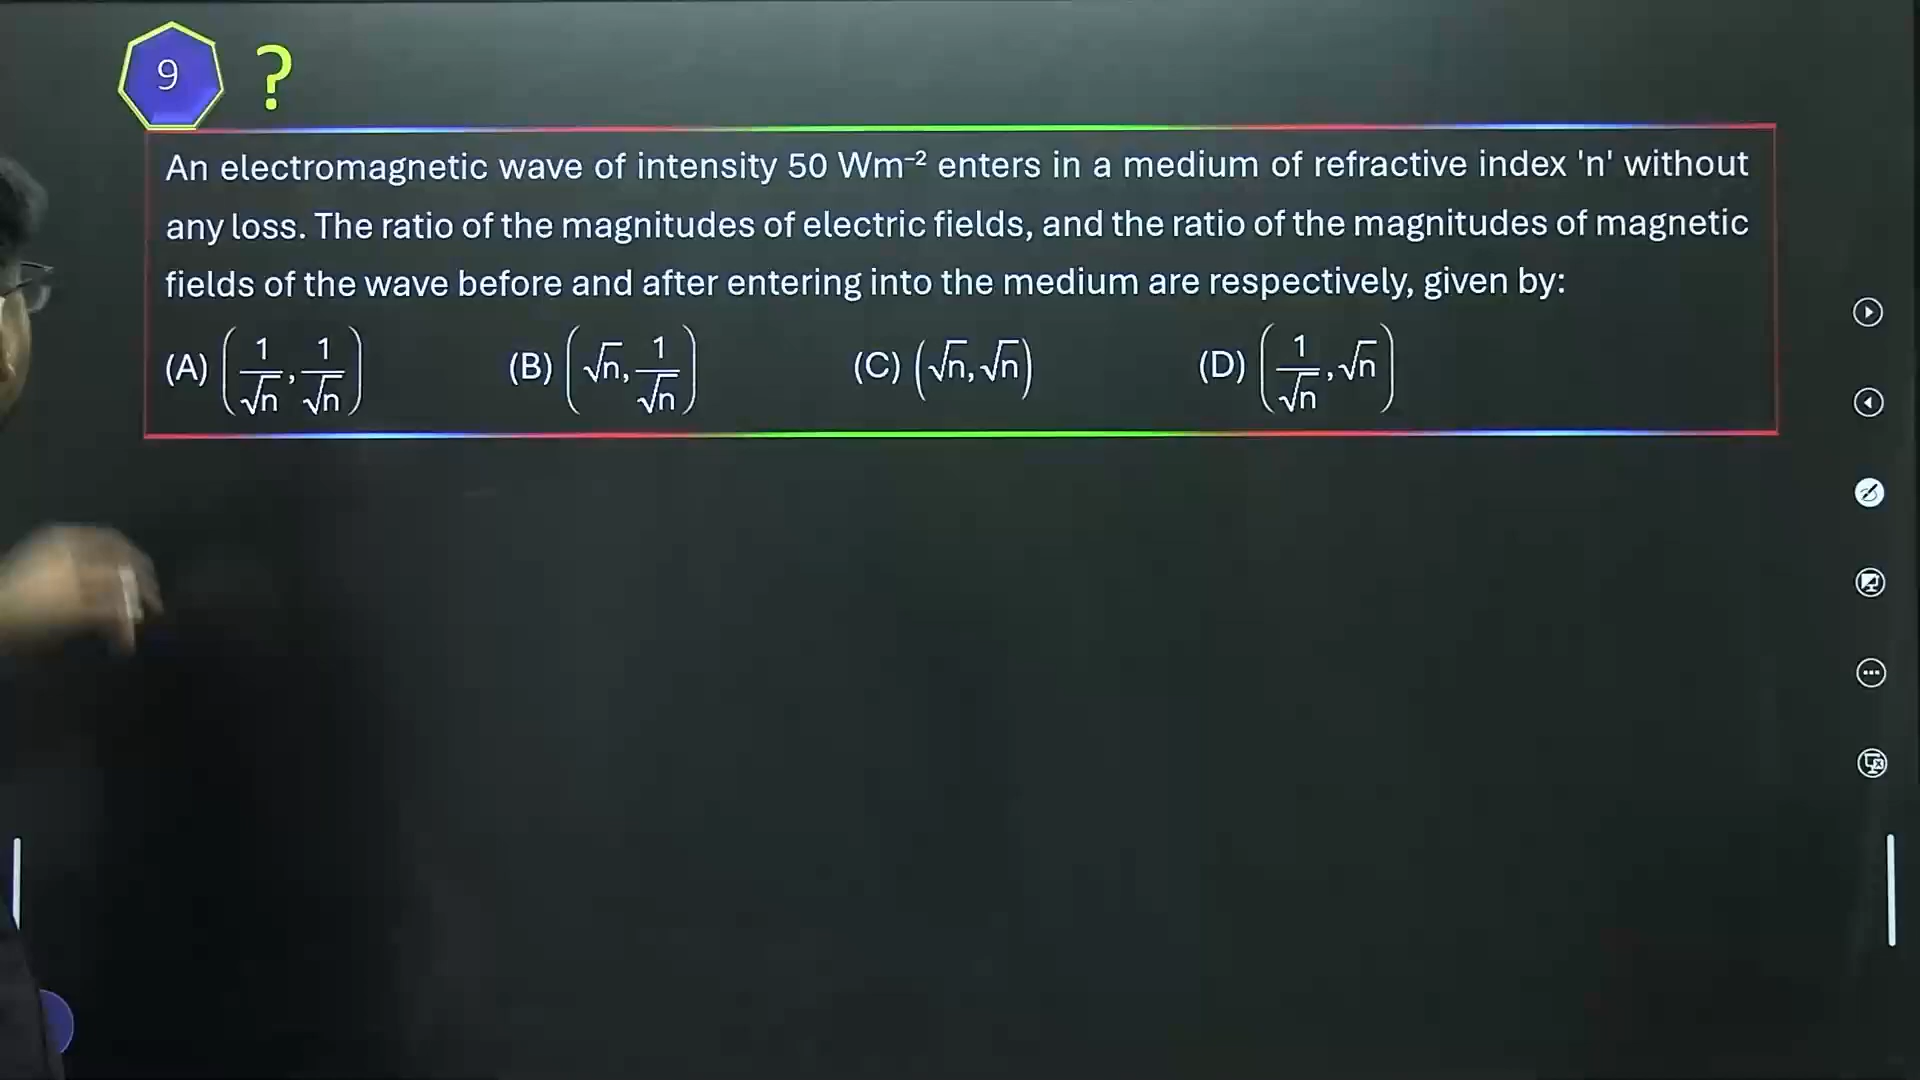 9 ?
An electromagnetic wave of intensity 50 Wm⁻² enters in a medium of refractive index 'n' without
any loss. The ratio of the magnitudes of electric fields, and the ratio of the magnitudes of magnetic
fields of the wave before and after entering into the medium are respectively, given by:
(A) (1/√n, 1/√n) (B) (√n, 1/√n) (C) (√n, √n) (D) (1/√n, √n)